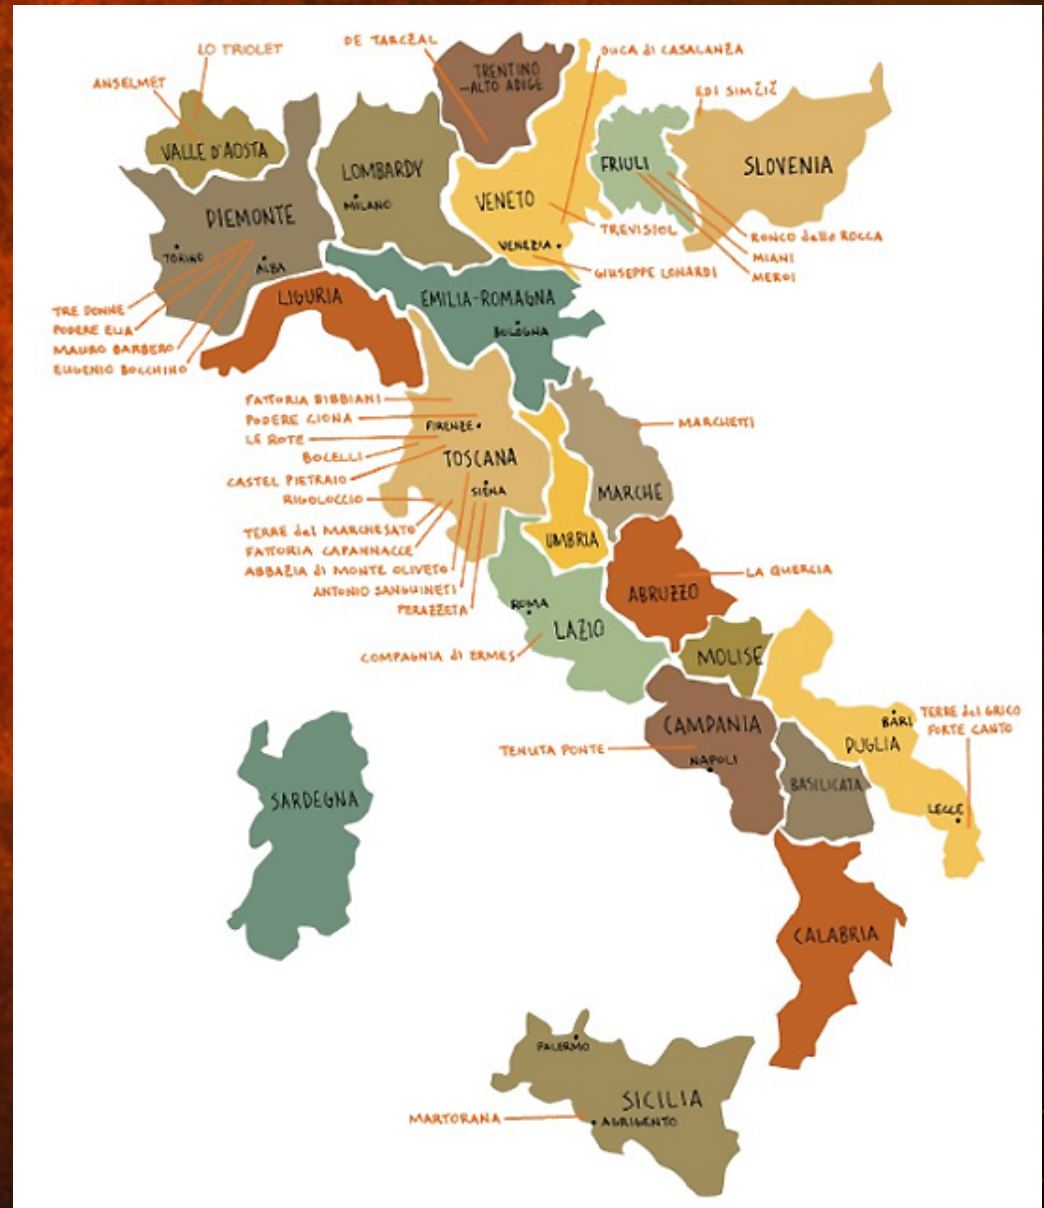 LO TRIOLET
DE TARCZAL
DUCA di CASALANZA
ANSELMET
TRENTINO
-ALTO ADIGE
EDI SIMČIČ
VALLE D'AOSTA
LOMBARDY
FRIULI
SLOVENIA
MILANO
VENETO
PIEMONTE
TREVISIOL
RONCO dello ROCCA
VENEZIA
MIANI
TORINO
ALBA
GIUSEPPE LONARDI
MEROI
LIGURIA
EMILIA-ROMAGNA
TRE DONNE
PODERE ELIA
BOLOGNA
MAURO BARBERO
EUGENIO BOCCHINO
FATTORIA BIBBIANI
PODERE CIONA
FIRENZE
MARCHETTI
LE ROTE
BOCELLI
TOSCANA
CASTEL PIETRAIO
SIENA
MARCHE
RIGOLOCCIO
TERRE del MARCHESATO
UMBRIA
FATTORIA CAPANNACCE
ABBAZIA di MONTE OLIVETO
LA QUERCIA
ANTONIO SANGUINETI
ABRUZZO
PERAZZETA
ROMA
LAZIO
COMPAGNIA di ERMES
MOLISE
TERRE del GRICO
FORTE CANTO
BARI
CAMPANIA
PUGLIA
TENUTA PONTE
NAPOLI
BASILICATA
SARDEGNA
LECCE
CALABRIA
PALERMO
SICILIA
MARTORANA
AGRIGENTO